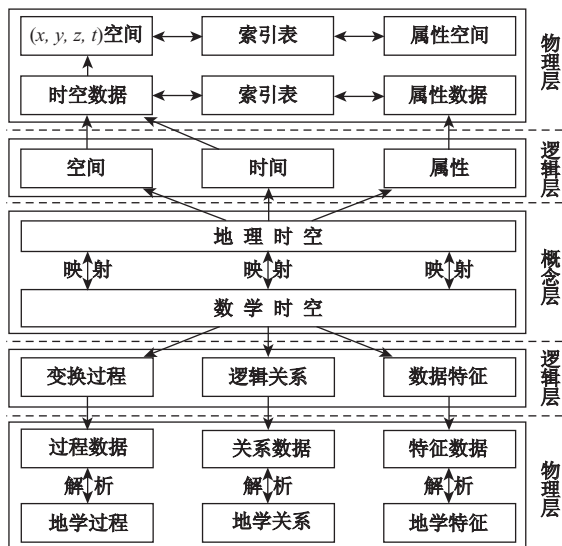 (x, y, z, t)空间 索引表 属性空间
时空数据 索引表 属性数据
物理层
空间 时间 属性
逻辑层
地 理 时 空
映 射 映 射 映 射
数 学 时 空
概念层
变换过程 逻辑关系 数据特征
逻辑层
过程数据 关系数据 特征数据
解 析 解 析 解 析
地学过程 地学关系 地学特征
物理层